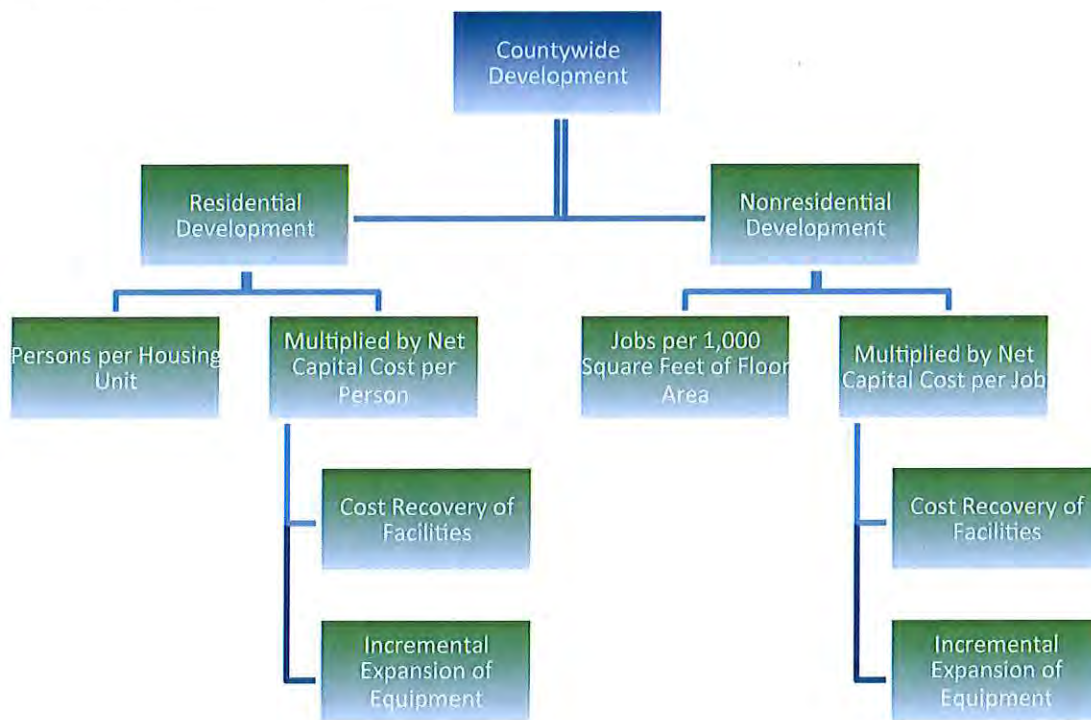 Countywide
Development
Residential
Development
Nonresidential
Development
Persons per Housing
Unit
Multiplied by Net
Capital Cost per
Person
Jobs per 1,000
Square Feet of Floor
Area
Multiplied by Net
Capital Cost per Job
Cost Recovery of
Facilities
Cost Recovery of
Facilities
Incremental
Expansion of
Equipment
Incremental
Expansion of
Equipment